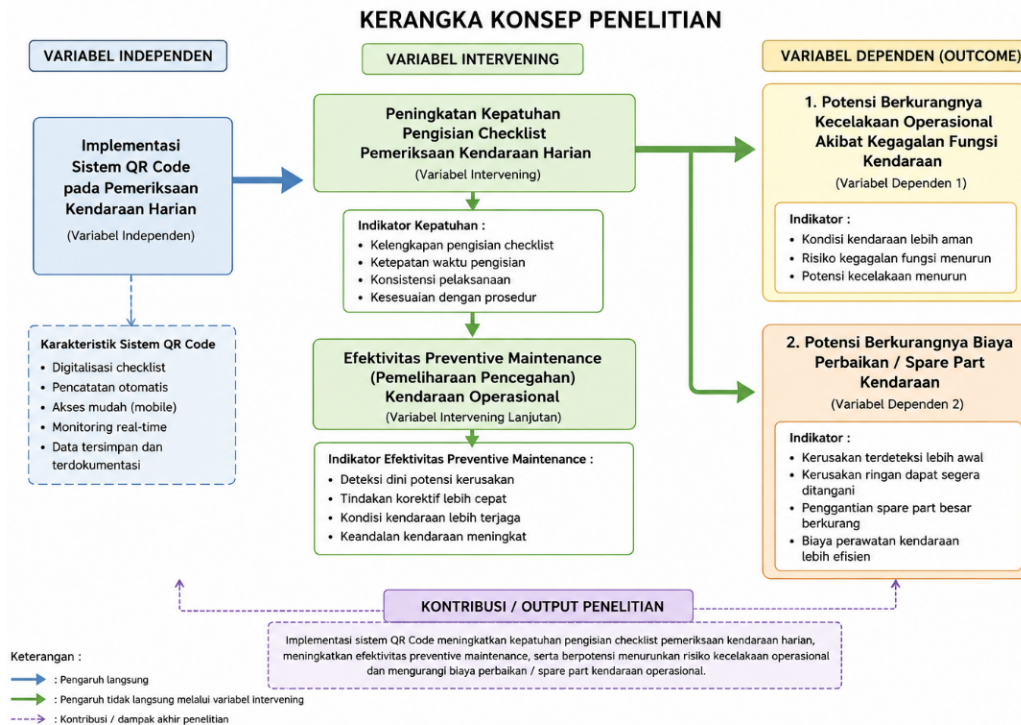 KERANGKA KONSEP PENELITIAN
VARIABEL INDEPENDEN
Implementasi
Sistem QR Code
pada Pemeriksaan
Kendaraan Harian
(Variabel Independen)
Karakteristik Sistem QR Code
• Digitalisasi checklist
• Pencatatan otomatis
• Akses mudah (mobile)
• Monitoring real-time
• Data tersimpan dan
terdokumentasi
VARIABEL INTERVENING
Peningkatan Kepatuhan
Pengisian Checklist
Pemeriksaan Kendaraan Harian
(Variabel Intervening)
Indikator Kepatuhan :
• Kelengkapan pengisian checklist
• Ketepatan waktu pengisian
• Konsistensi pelaksanaan
• Kesesuaian dengan prosedur
Efektivitas Preventive Maintenance
(Pemeliharaan Pencegahan)
Kendaraan Operasional
(Variabel Intervening Lanjutan)
Indikator Efektivitas Preventive Maintenance :
• Deteksi dini potensi kerusakan
• Tindakan korektif lebih cepat
• Kondisi kendaraan lebih terjaga
• Keandalan kendaraan meningkat
VARIABEL DEPENDEN (OUTCOME)
1. Potensi Berkurangnya
Kecelakaan Operasional
Akibat Kegagalan Fungsi
Kendaraan
(Variabel Dependen 1)
Indikator :
• Kondisi kendaraan lebih aman
• Risiko kegagalan fungsi menurun
• Potensi kecelakaan menurun
2. Potensi Berkurangnya Biaya
Perbaikan / Spare Part
Kendaraan
(Variabel Dependen 2)
Indikator :
• Kerusakan terdeteksi lebih awal
• Kerusakan ringan dapat segera
ditangani
• Penggantian spare part besar
berkurang
• Biaya perawatan kendaraan
lebih efisien
KONTRIBUSI / OUTPUT PENELITIAN
Implementasi sistem QR Code meningkatkan kepatuhan pengisian checklist pemeriksaan kendaraan harian,
meningkatkan efektivitas preventive maintenance, serta berpotensi menurunkan risiko kecelakaan operasional
dan mengurangi biaya perbaikan / spare part kendaraan operasional.
Keterangan :
: Pengaruh langsung
: Pengaruh tidak langsung melalui variabel intervening
: Kontribusi / dampak akhir penelitian